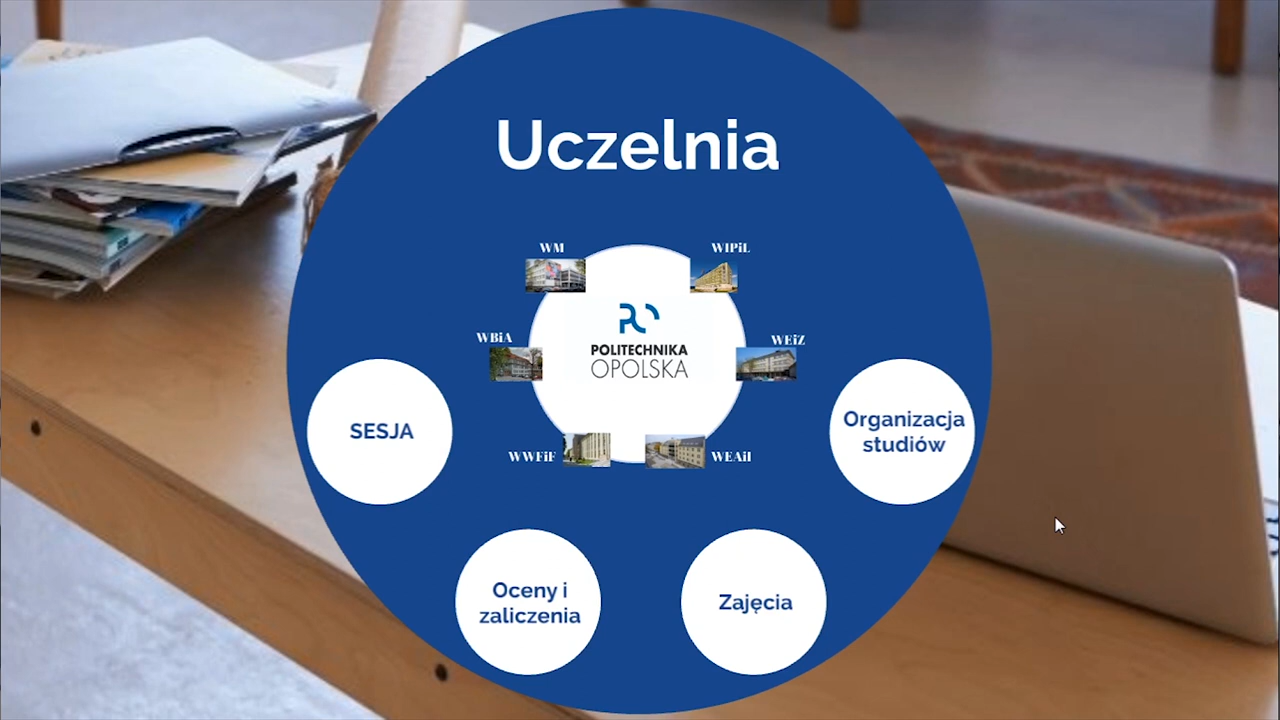 Uczelnia
WM
WIPiL
WBiA
WEiZ
POLITECHNIKA
OPOLSKA
WWFiF
WEAiI
SESJA
Organizacja
studiów
Oceny i
zaliczenia
Zajęcia